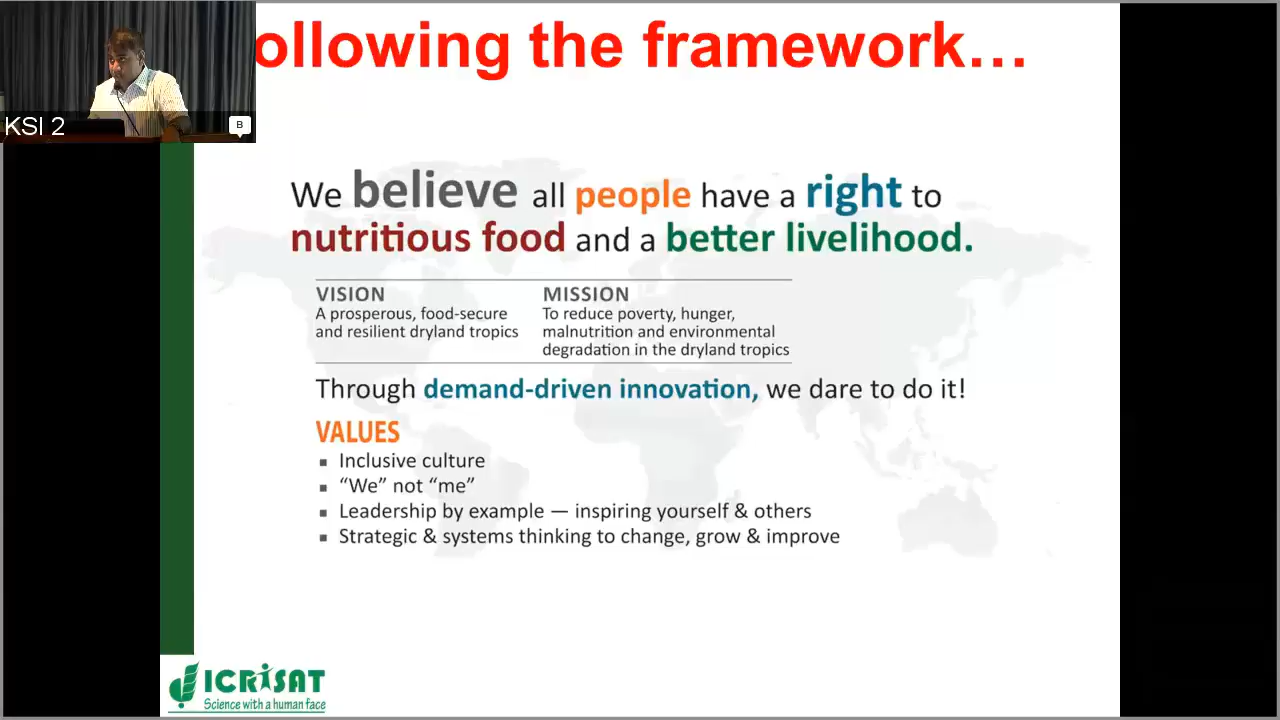 ollowing the framework...
KSI 2
B
We believe all people have a right to
nutritious food and a better livelihood.
VISION
A prosperous, food-secure
and resilient dryland tropics
MISSION
To reduce poverty, hunger,
malnutrition and environmental
degradation in the dryland tropics
Through demand-driven innovation, we dare to do it!
VALUES
▪ Inclusive culture
▪ “We” not “me”
▪ Leadership by example — inspiring yourself & others
▪ Strategic & systems thinking to change, grow & improve
ICRISAT
Science with a human face